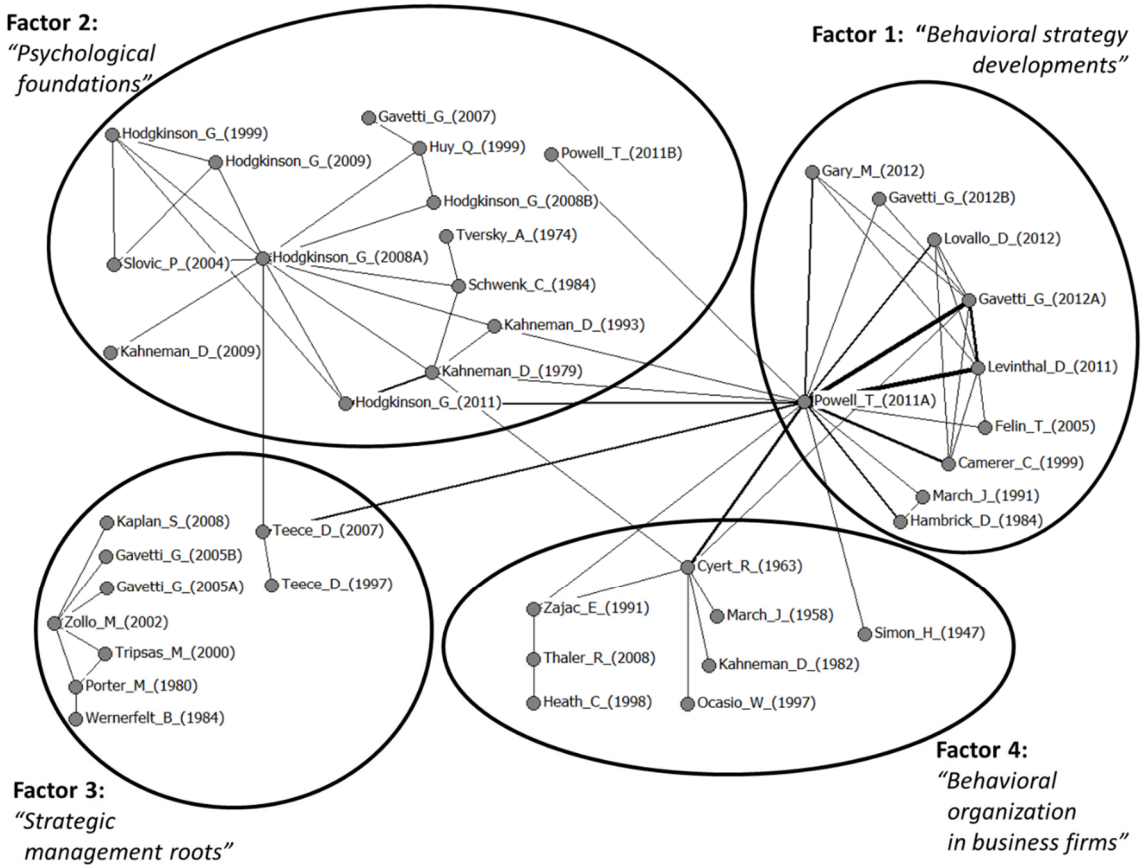 Factor 2:
“Psychological
foundations”
Factor 1: “Behavioral strategy
developments”
Hodgkinson_G_(1999)
Hodgkinson_G_(2009)
Gavetti_G_(2007)
Huy_Q_(1999)
Powell_T_(2011B)
Hodgkinson_G_(2008B)
Tversky_A_(1974)
Slovic_P_(2004)
Hodgkinson_G_(2008A)
Schwenk_C_(1984)
Kahneman_D_(1993)
Kahneman_D_(2009)
Kahneman_D_(1979)
Hodgkinson_G_(2011)
Gary_M_(2012)
Gavetti_G_(2012B)
Lovallo_D_(2012)
Gavetti_G_(2012A)
Levinthal_D_(2011)
Powell_T_(2011A)
Felin_T_(2005)
Camerer_C_(1999)
March_J_(1991)
Hambrick_D_(1984)
Kaplan_S_(2008)
Teece_D_(2007)
Gavetti_G_(2005B)
Gavetti_G_(2005A)
Teece_D_(1997)
Zollo_M_(2002)
Tripsas_M_(2000)
Porter_M_(1980)
Wernerfelt_B_(1984)
Cyert_R_(1963)
Zajac_E_(1991)
March_J_(1958)
Simon_H_(1947)
Thaler_R_(2008)
Kahneman_D_(1982)
Heath_C_(1998)
Ocasio_W_(1997)
Factor 3:
“Strategic
management roots”
Factor 4:
“Behavioral
organization
in business firms”